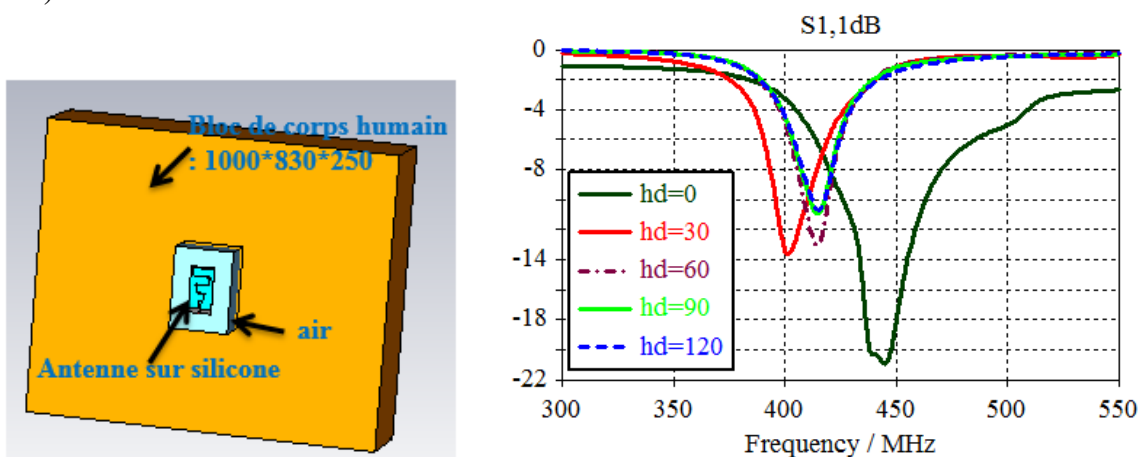 Bloc de corps humain
: 1000*830*250
air
Antenne sur silicone
S1,1dB
0
-4
-8
-14
-18
-22
hd=0
hd=30
hd=60
hd=90
hd=120
300 350 400 450 500 550
Frequency / MHz